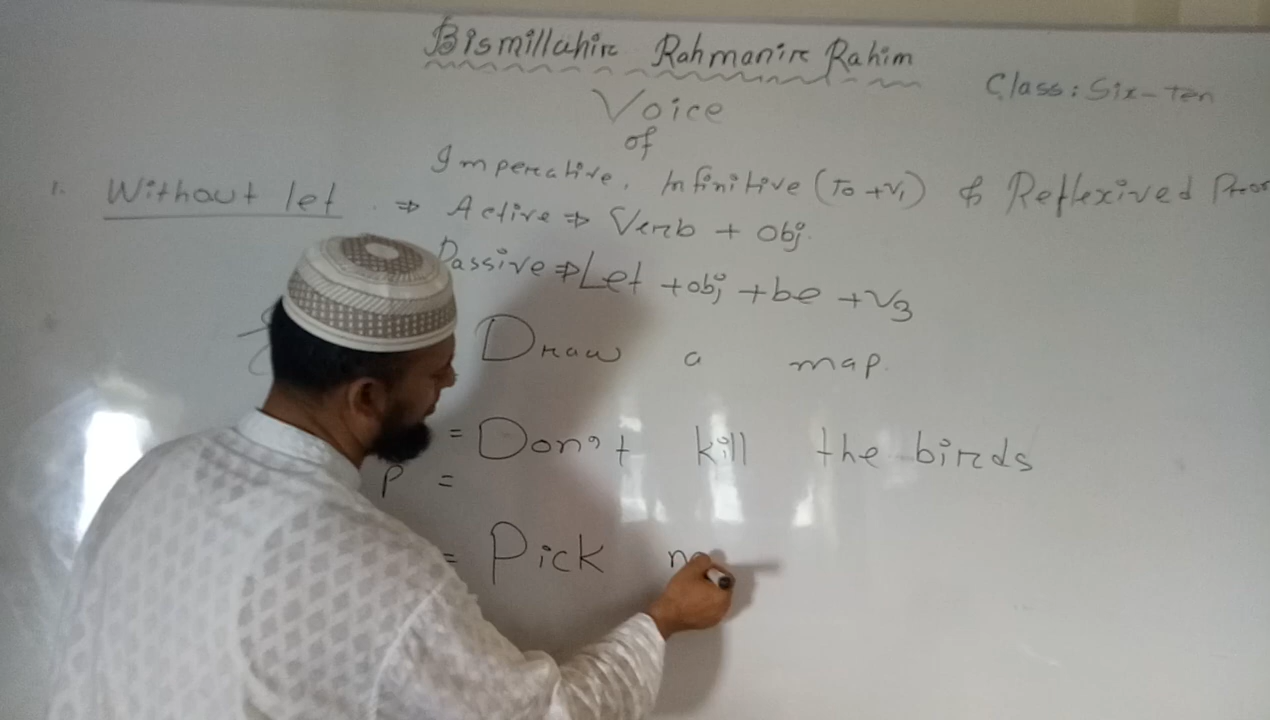 Bismillahir Rahmanir Rahim
Class: Six-Ten
Voice
of
Imperative, Infinitive (To +V1) & Reflexived
1. Without let ⇒ Active ⇒ Verb + obj.
Passive ⇒ Let + obj + be + V3
Draw a map.
= Don't kill the birds
P =
= Pick